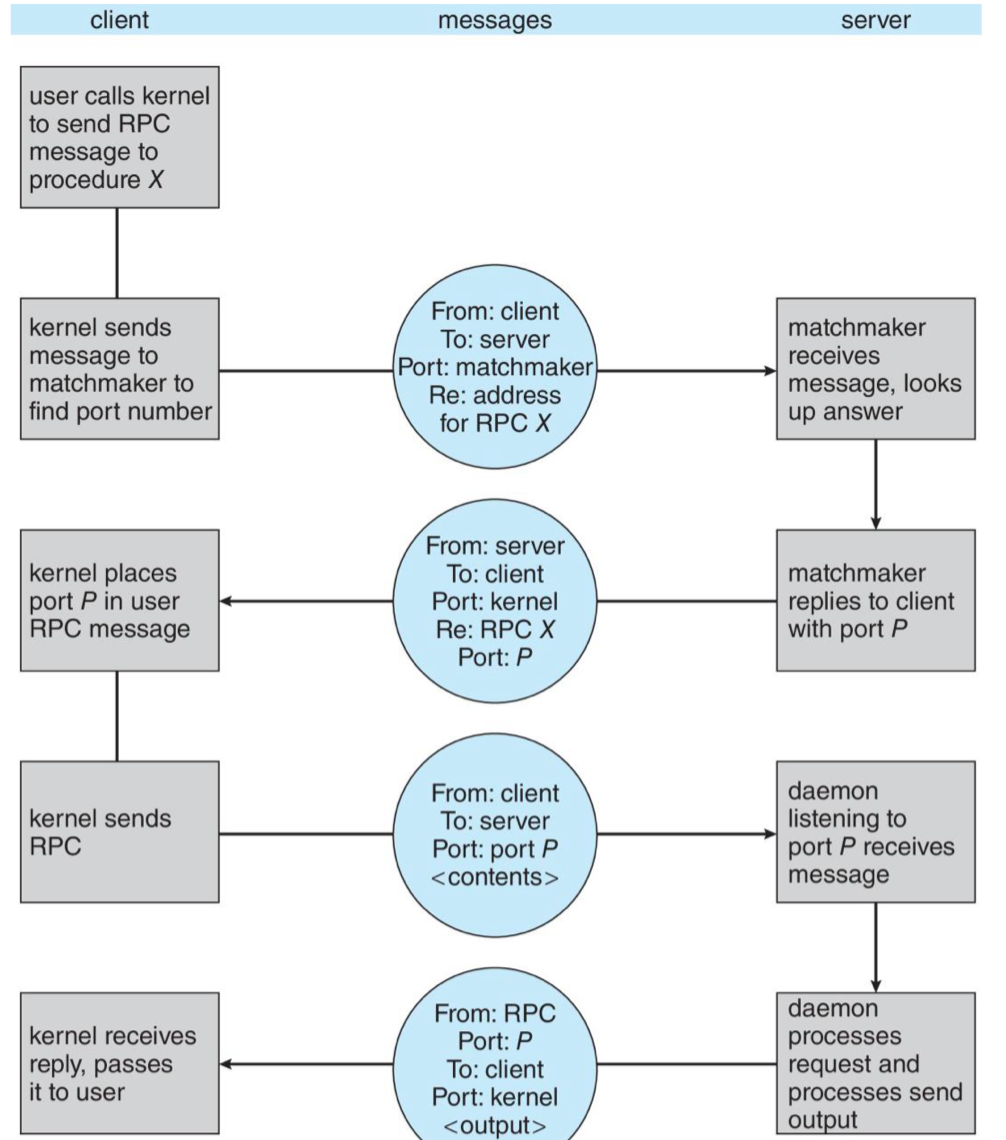 client
messages
server
user calls kernel
to send RPC
message to
procedure X
kernel sends
message to
matchmaker to
find port number
From: client
To: server
Port: matchmaker
Re: address
for RPC X
matchmaker
receives
message, looks
up answer
kernel places
port P in user
RPC message
From: server
To: client
Port: kernel
Re: RPC X
Port: P
matchmaker
replies to client
with port P
kernel sends
RPC
From: client
To: server
Port: port P
<contents>
daemon
listening to
port P receives
message
kernel receives
reply, passes
it to user
From: RPC
Port: P
To: client
Port: kernel
<output>
daemon
processes
request and
processes send
output